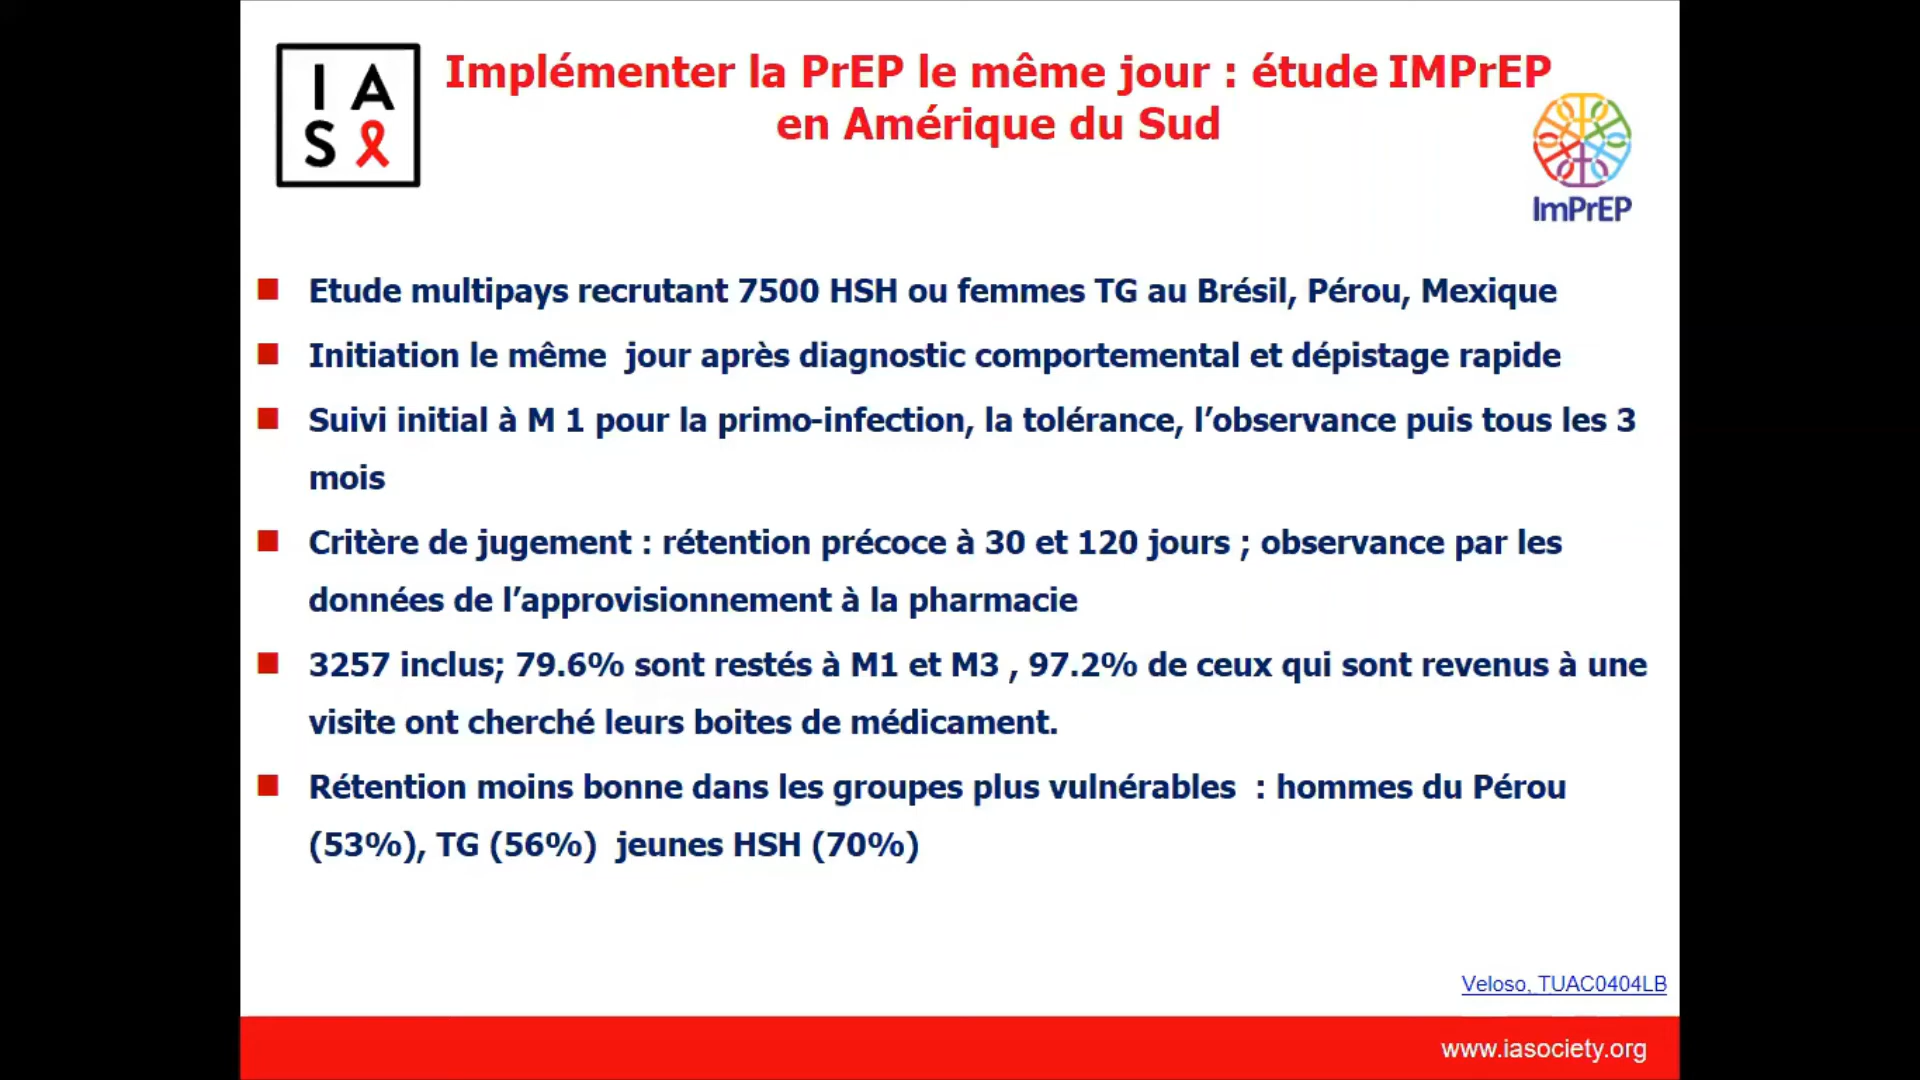 I A
S
Implémenter la PrEP le même jour : étude IMPrEP
en Amérique du Sud
ImPrEP
Etude multipays recrutant 7500 HSH ou femmes TG au Brésil, Pérou, Mexique
Initiation le même jour après diagnostic comportemental et dépistage rapide
Suivi initial à M 1 pour la primo-infection, la tolérance, l’observance puis tous les 3
mois
Critère de jugement : rétention précoce à 30 et 120 jours ; observance par les
données de l’approvisionnement à la pharmacie
3257 inclus; 79.6% sont restés à M1 et M3 , 97.2% de ceux qui sont revenus à une
visite ont cherché leurs boites de médicament.
Rétention moins bonne dans les groupes plus vulnérables : hommes du Pérou
(53%), TG (56%) jeunes HSH (70%)
Veloso, TUAC0404LB
www.iasociety.org